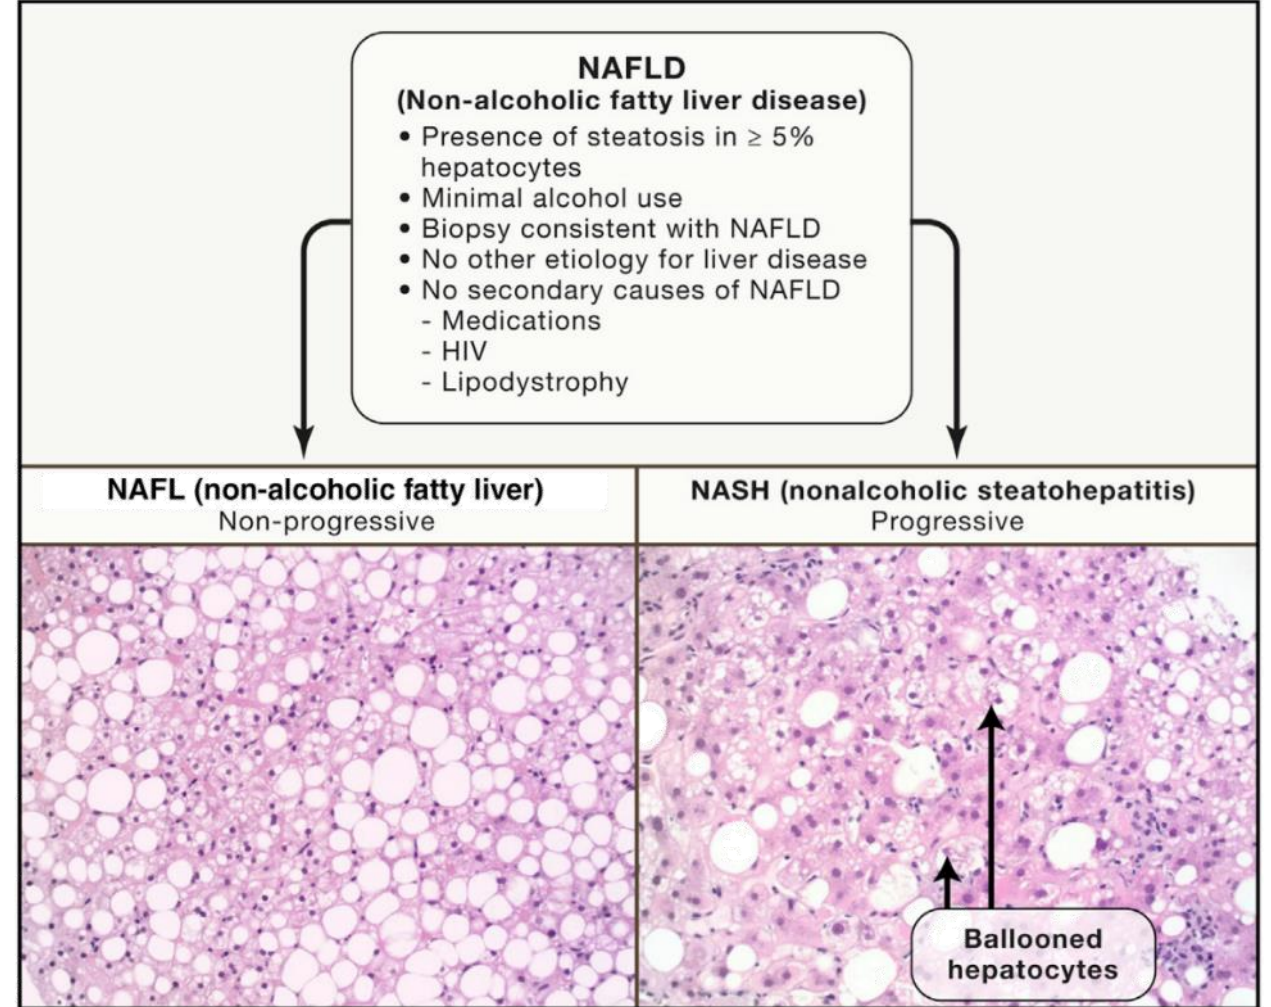 NAFLD
(Non-alcoholic fatty liver disease)
• Presence of steatosis in ≥ 5%
hepatocytes
• Minimal alcohol use
• Biopsy consistent with NAFLD
• No other etiology for liver disease
• No secondary causes of NAFLD
- Medications
- HIV
- Lipodystrophy
NAFL (non-alcoholic fatty liver)
Non-progressive
NASH (nonalcoholic steatohepatitis)
Progressive
Ballooned
hepatocytes